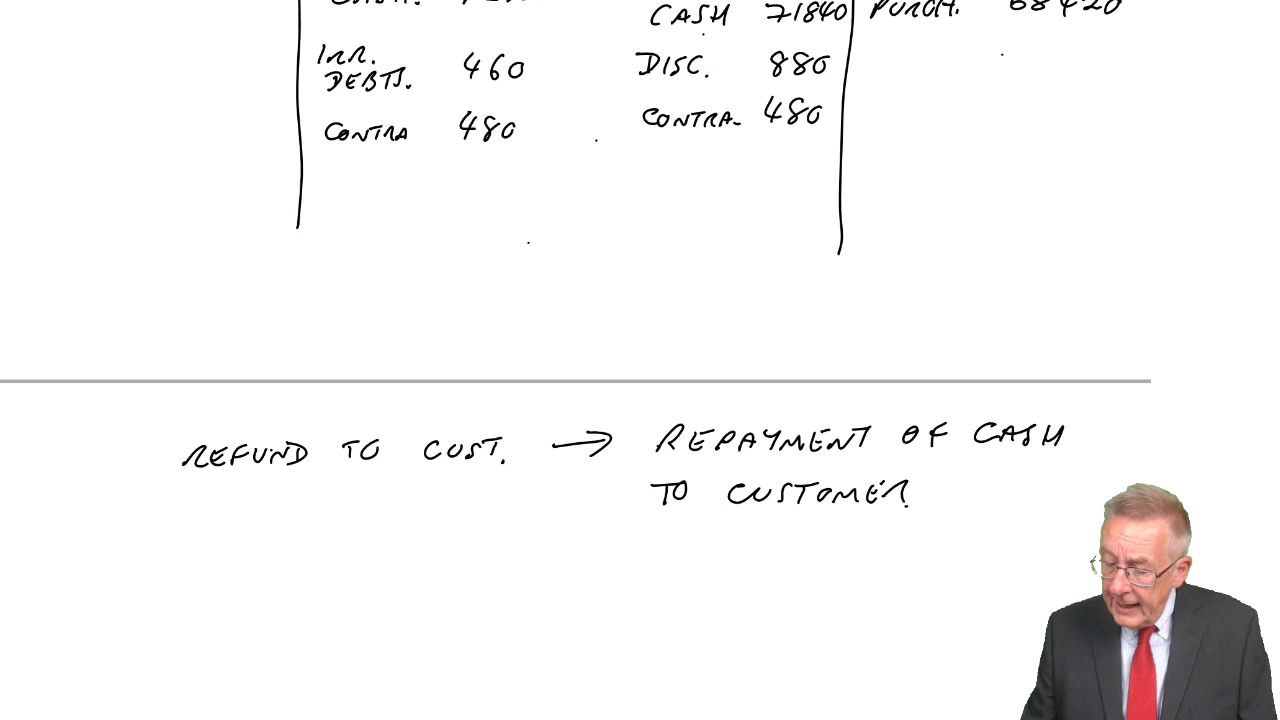 CASH 71840 PURCH. 68420
IRR.
DEBTS. 460 DISC. 880
CONTRA 480 CONTRA. 480
REFUND TO CUST. → REPAYMENT OF CASH
TO CUSTOMER.